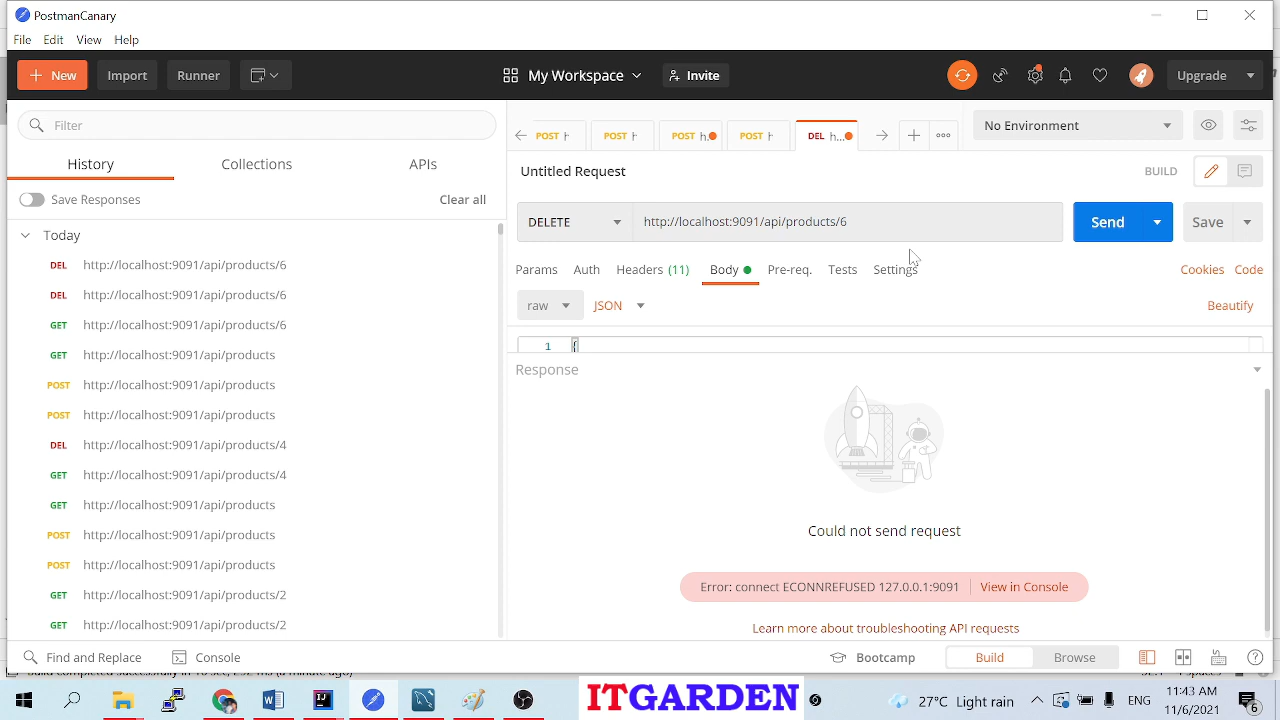 PostmanCanary
File Edit View Help
New Import Runner My Workspace Invite Upgrade
Filter
History Collections APIs
Save Responses Clear all
Today
DEL http://localhost:9091/api/products/6
DEL http://localhost:9091/api/products/6
GET http://localhost:9091/api/products/6
GET http://localhost:9091/api/products
POST http://localhost:9091/api/products
POST http://localhost:9091/api/products
DEL http://localhost:9091/api/products/4
GET http://localhost:9091/api/products/4
GET http://localhost:9091/api/products
POST http://localhost:9091/api/products
POST http://localhost:9091/api/products
GET http://localhost:9091/api/products/2
GET http://localhost:9091/api/products/2
POST h POST h POST h... POST h DEL h... No Environment
Untitled Request BUILD
DELETE http://localhost:9091/api/products/6 Send Save
Params Auth Headers (11) Body Pre-req. Tests Settings Cookies Code
raw JSON Beautify
1 {
Response
Could not send request
Error: connect ECONNREFUSED 127.0.0.1:9091 View in Console
Learn more about troubleshooting API requests
Find and Replace Console Bootcamp Build Browse
ITGARDEN
27°C Light rain ENG 11:43 AM
11/6/2021 6